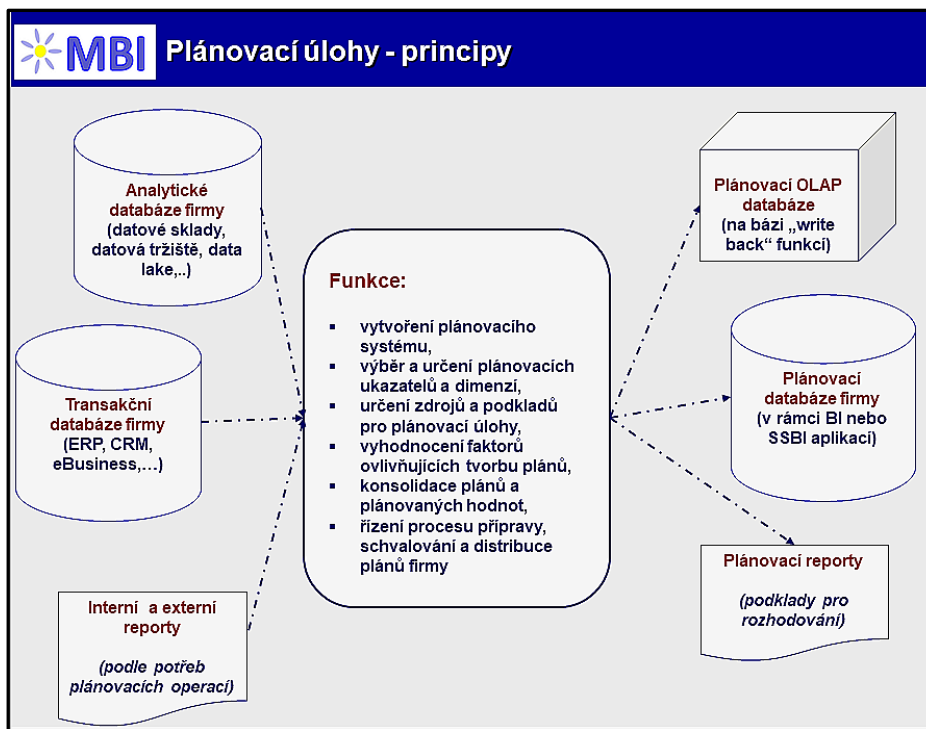 MBI
Plánovací úlohy - principy
Analytické
databáze firmy
(datové sklady,
datová tržiště, data
lake,..)
Transakční
databáze firmy
(ERP, CRM,
eBusiness,...)
Interní a externí
reporty
(podle potřeb
plánovacích operací)
Funkce:
▪ vytvoření plánovacího
systému,
▪ výběr a určení plánovacích
ukazatelů a dimenzí,
▪ určení zdrojů a podkladů
pro plánovací úlohy,
▪ vyhodnocení faktorů
ovlivňujících tvorbu plánů,
▪ konsolidace plánů a
plánovaných hodnot,
▪ řízení procesu přípravy,
schvalování a distribuce
plánů firmy
Plánovací OLAP
databáze
(na bázi „write
back“ funkcí)
Plánovací
databáze firmy
(v rámci BI nebo
SSBI aplikací)
Plánovací reporty
(podklady pro
rozhodování)